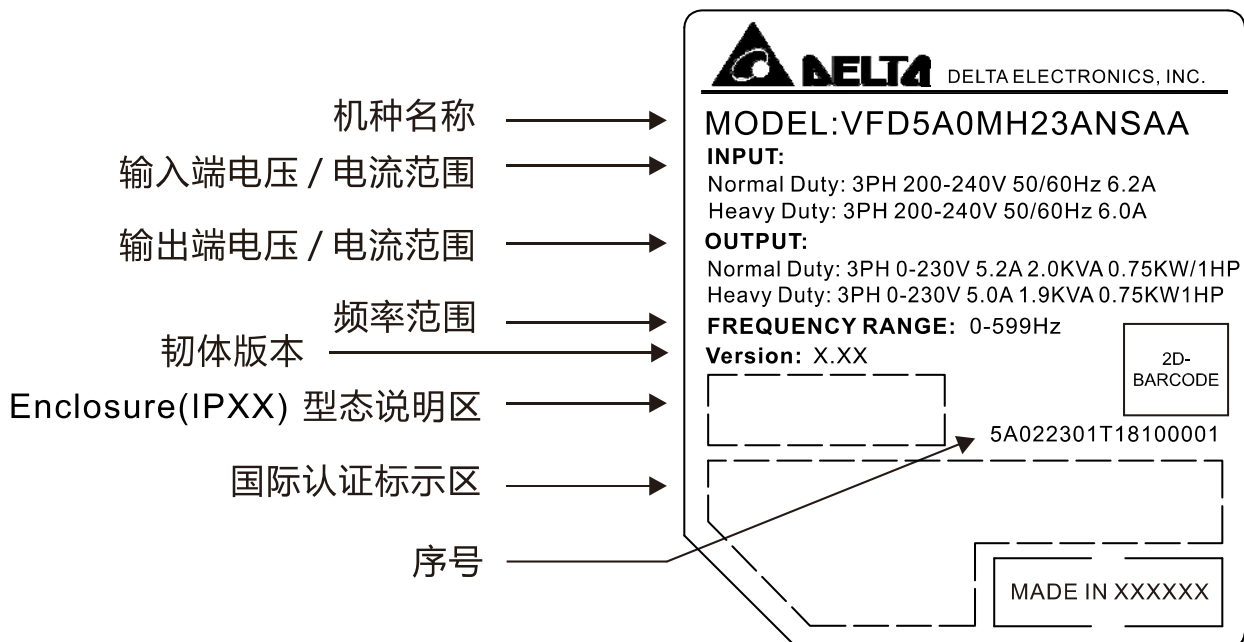 DELTA DELTA ELECTRONICS, INC.
机种名称
MODEL:VFD5A0MH23ANSAA
输入端电压 / 电流范围
INPUT:
Normal Duty: 3PH 200-240V 50/60Hz 6.2A
Heavy Duty: 3PH 200-240V 50/60Hz 6.0A
输出端电压 / 电流范围
OUTPUT:
Normal Duty: 3PH 0-230V 5.2A 2.0KVA 0.75KW/1HP
Heavy Duty: 3PH 0-230V 5.0A 1.9KVA 0.75KW1HP
频率范围
FREQUENCY RANGE: 0-599Hz
韧体版本
Version: X.XX
2D-
BARCODE
Enclosure(IPXX) 型态说明区
5A022301T18100001
国际认证标示区
序号
MADE IN XXXXXX